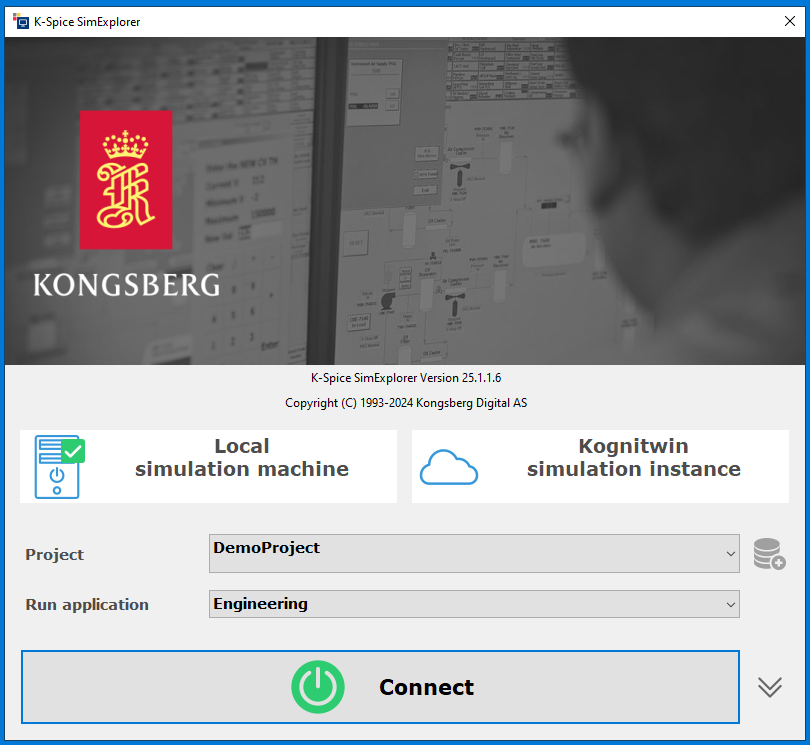 K-Spice SimExplorer
KONGSBERG
K-Spice SimExplorer Version 25.1.1.6
Copyright (C) 1993-2024 Kongsberg Digital AS
Local
simulation machine
Kognitwin
simulation instance
Project
DemoProject
Run application
Engineering
Connect